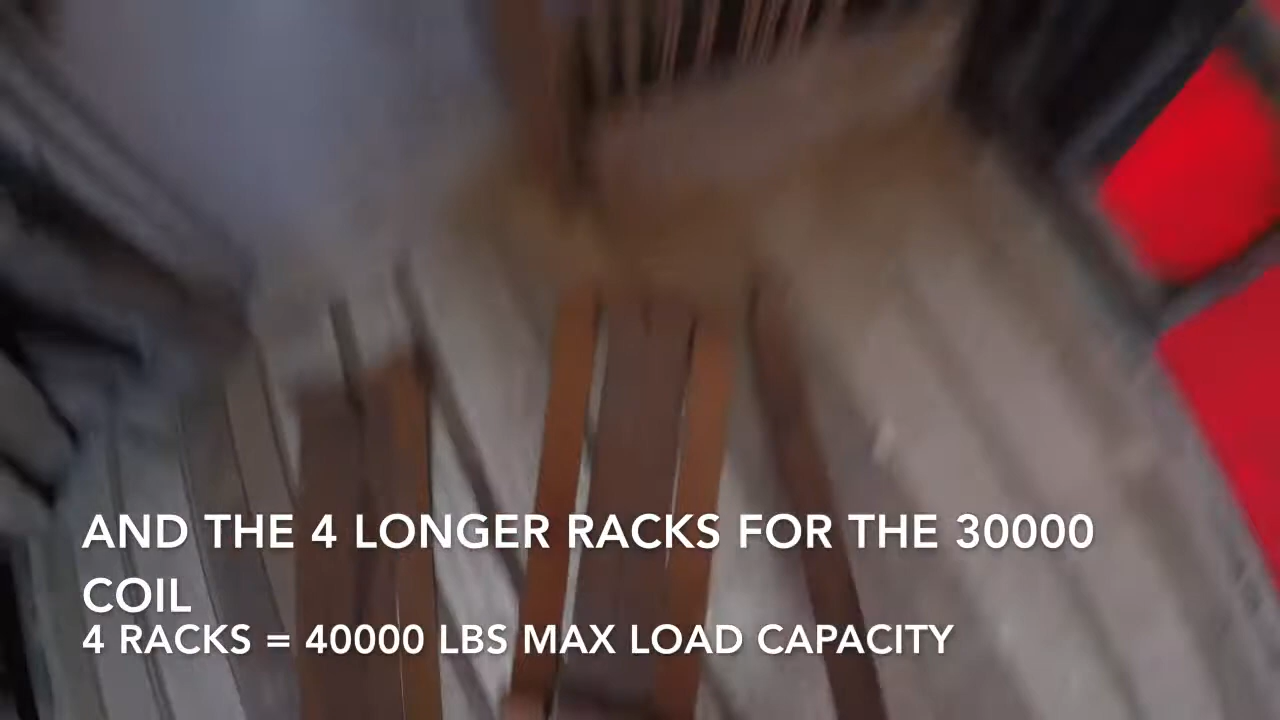 AND THE 4 LONGER RACKS FOR THE 30000
COIL
4 RACKS = 40000 LBS MAX LOAD CAPACITY